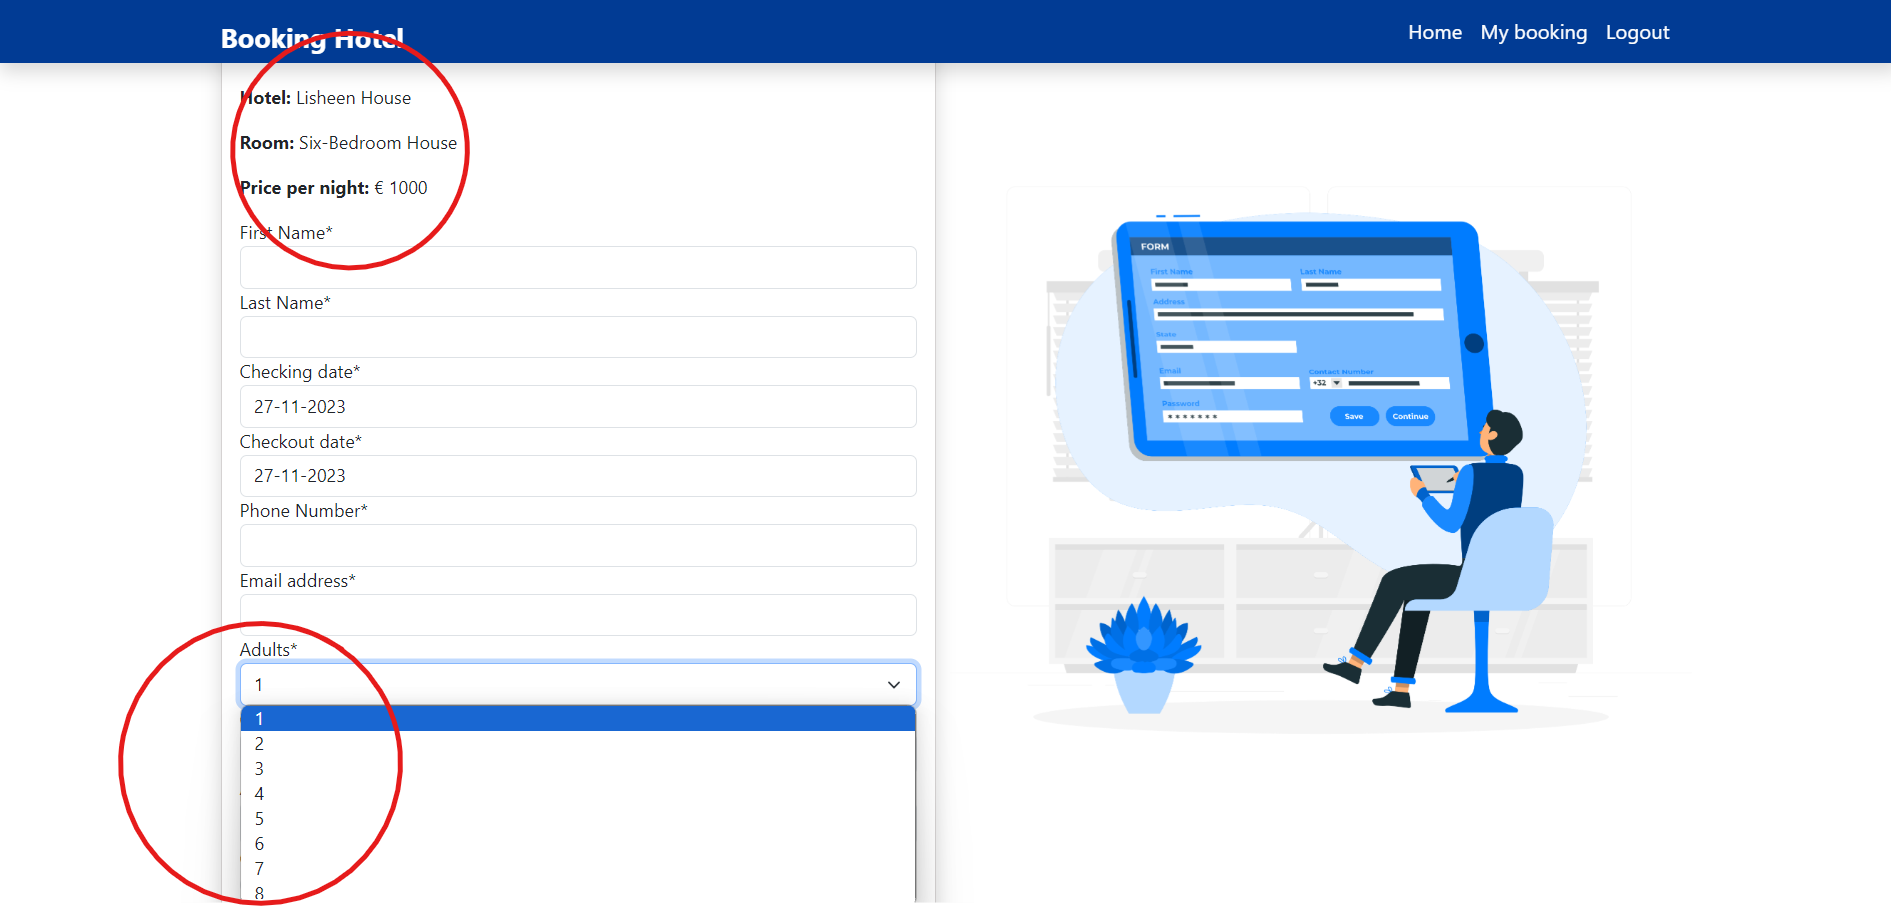 Booking Hotel
Home My booking Logout
Hotel: Lisheen House
Room: Six-Bedroom House
Price per night: € 1000
First Name*
Last Name*
Checking date*
27-11-2023
Checkout date*
27-11-2023
Phone Number*
Email address*
Adults*
1
1
2
3
4
5
6
7
8
FORM
First Name Last Name
Address
State
Email Contact Number
+32
Password
*******
Save Continue